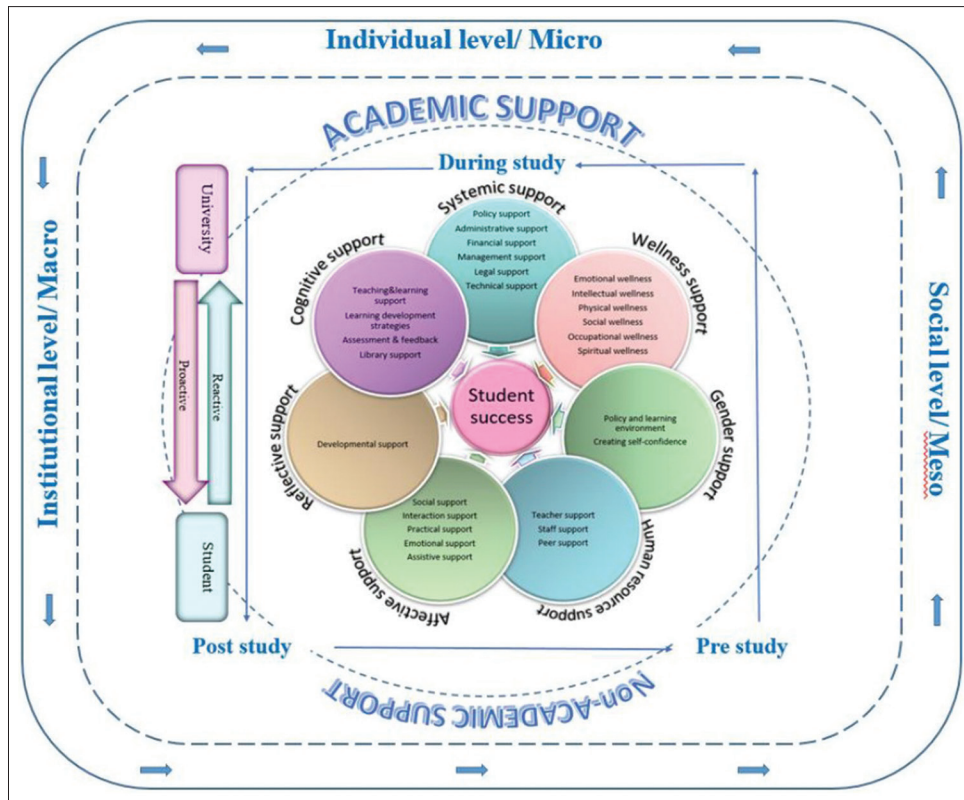 Individual level/ Micro
ACADEMIC SUPPORT
During study
University
Proactive
Reactive
Student
Institutional level/ Macro
Social level/ Meso
Systemic support
Policy support
Administrative support
Financial support
Management support
Legal support
Technical support
Wellness support
Emotional wellness
Intellectual wellness
Physical wellness
Social wellness
Occupational wellness
Spiritual wellness
Cognitive support
Teaching&learning
support
Learning development
strategies
Assessment & feedback
Library support
Student
success
Gender support
Policy and learning
environment
Creating self-confidence
Reflective support
Developmental support
Affective support
Social support
Interaction support
Practical support
Emotional support
Assistive support
Human resource support
Teacher support
Staff support
Peer support
Post study
Pre study
Non-ACADEMIC SUPPORT